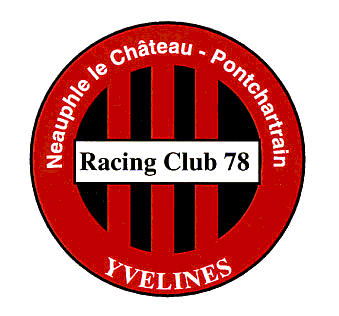 Neauphle le Château - Pontchartrain
Racing Club 78
YVELINES